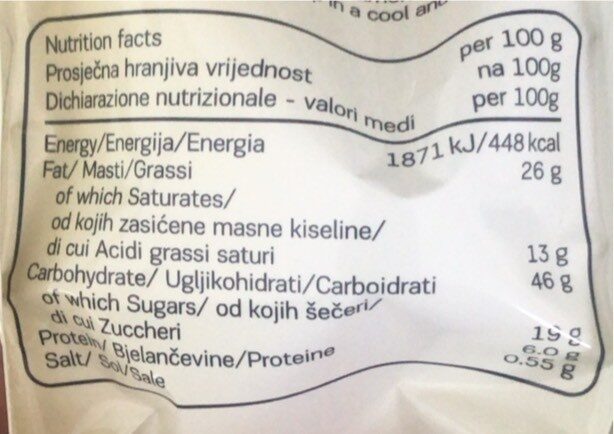 in a cool and
Nutrition facts per 100 g
Prosječna hranjiva vrijednost na 100g
Dichiarazione nutrizionale - valori medi per 100g
Energy/Energija/Energia 1871 kJ/448 kcal
Fat/ Masti/Grassi 26 g
of which Saturates/
od kojih zasićene masne kiseline/
di cui Acidi grassi saturi 13 g
Carbohydrate/ Ugljikohidrati/Carboidrati 46 g
of which Sugars/ od kojih šečeri/
di cui Zuccheri 19 g
Protein/ Bjelančevine/Proteine 6.0 g
Salt/ Sol/Sale 0.55 g